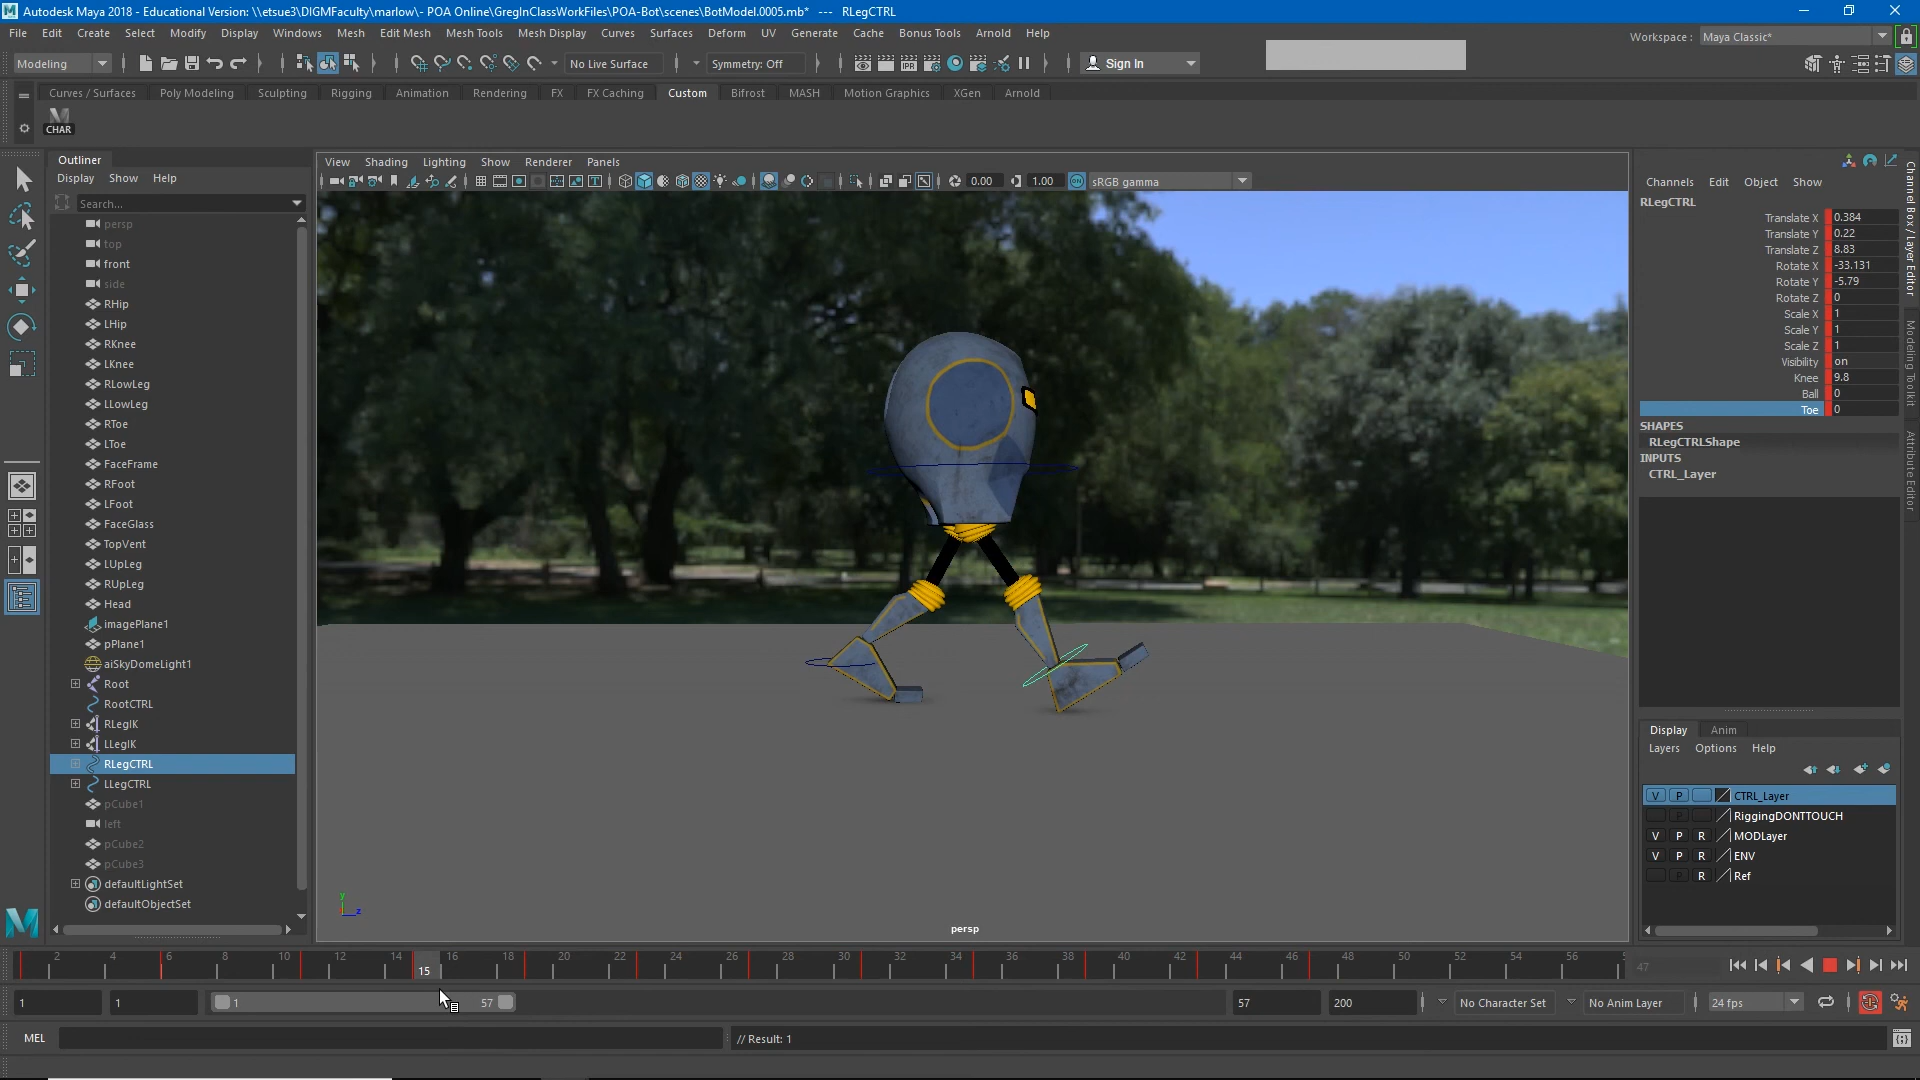 Autodesk Maya 2018 - Educational Version: \\etsue3\DIGMFaculty\marlow\- POA Online\GregInClassWorkFiles\POA-Bot\scenes\BotModel.0005.mb* --- RLegCTRL
File Edit Create Select Modify Display Windows Mesh Edit Mesh Mesh Tools Mesh Display Curves Surfaces Deform UV Generate Cache Bonus Tools Arnold Help
Workspace : Maya Classic*
Modeling No Live Surface Symmetry: Off Sign In
Curves / Surfaces Poly Modeling Sculpting Rigging Animation Rendering FX FX Caching Custom Bifrost MASH Motion Graphics XGen Arnold
CHAR
Outliner
Display Show Help
Search...
persp
top
front
side
RHip
LHip
RKnee
LKnee
RLowLeg
LLowLeg
RToe
LToe
FaceFrame
RFoot
LFoot
FaceGlass
TopVent
LUpLeg
RUpLeg
Head
imagePlane1
pPlane1
aiSkyDomeLight1
Root
RootCTRL
RLegIK
LLegIK
RLegCTRL
LLegCTRL
pCube1
left
pCube2
pCube3
defaultLightSet
defaultObjectSet
View Shading Lighting Show Renderer Panels
0.00 1.00 ON sRGB gamma
y
z
persp
Channels Edit Object Show
RLegCTRL
Translate X 0.384
Translate Y 0.22
Translate Z 8.83
Rotate X -33.131
Rotate Y -5.79
Rotate Z 0
Scale X 1
Scale Y 1
Scale Z 1
Visibility on
Knee 9.8
Ball 0
Toe 0
SHAPES
RLegCTRLShape
INPUTS
CTRL_Layer
Channel Box / Layer Editor
Modeling Toolkit
Attribute Editor
Display Anim
Layers Options Help
V P CTRL_Layer
P RiggingDONTTOUCH
V P R MODLayer
V P R ENV
P R Ref
2 4 6 8 10 12 14 15 16 18 20 22 24 26 28 30 32 34 36 38 40 42 44 46 48 50 52 54 56 5 47
1 1 1 57 57 200 No Character Set No Anim Layer 24 fps
MEL // Result: 1